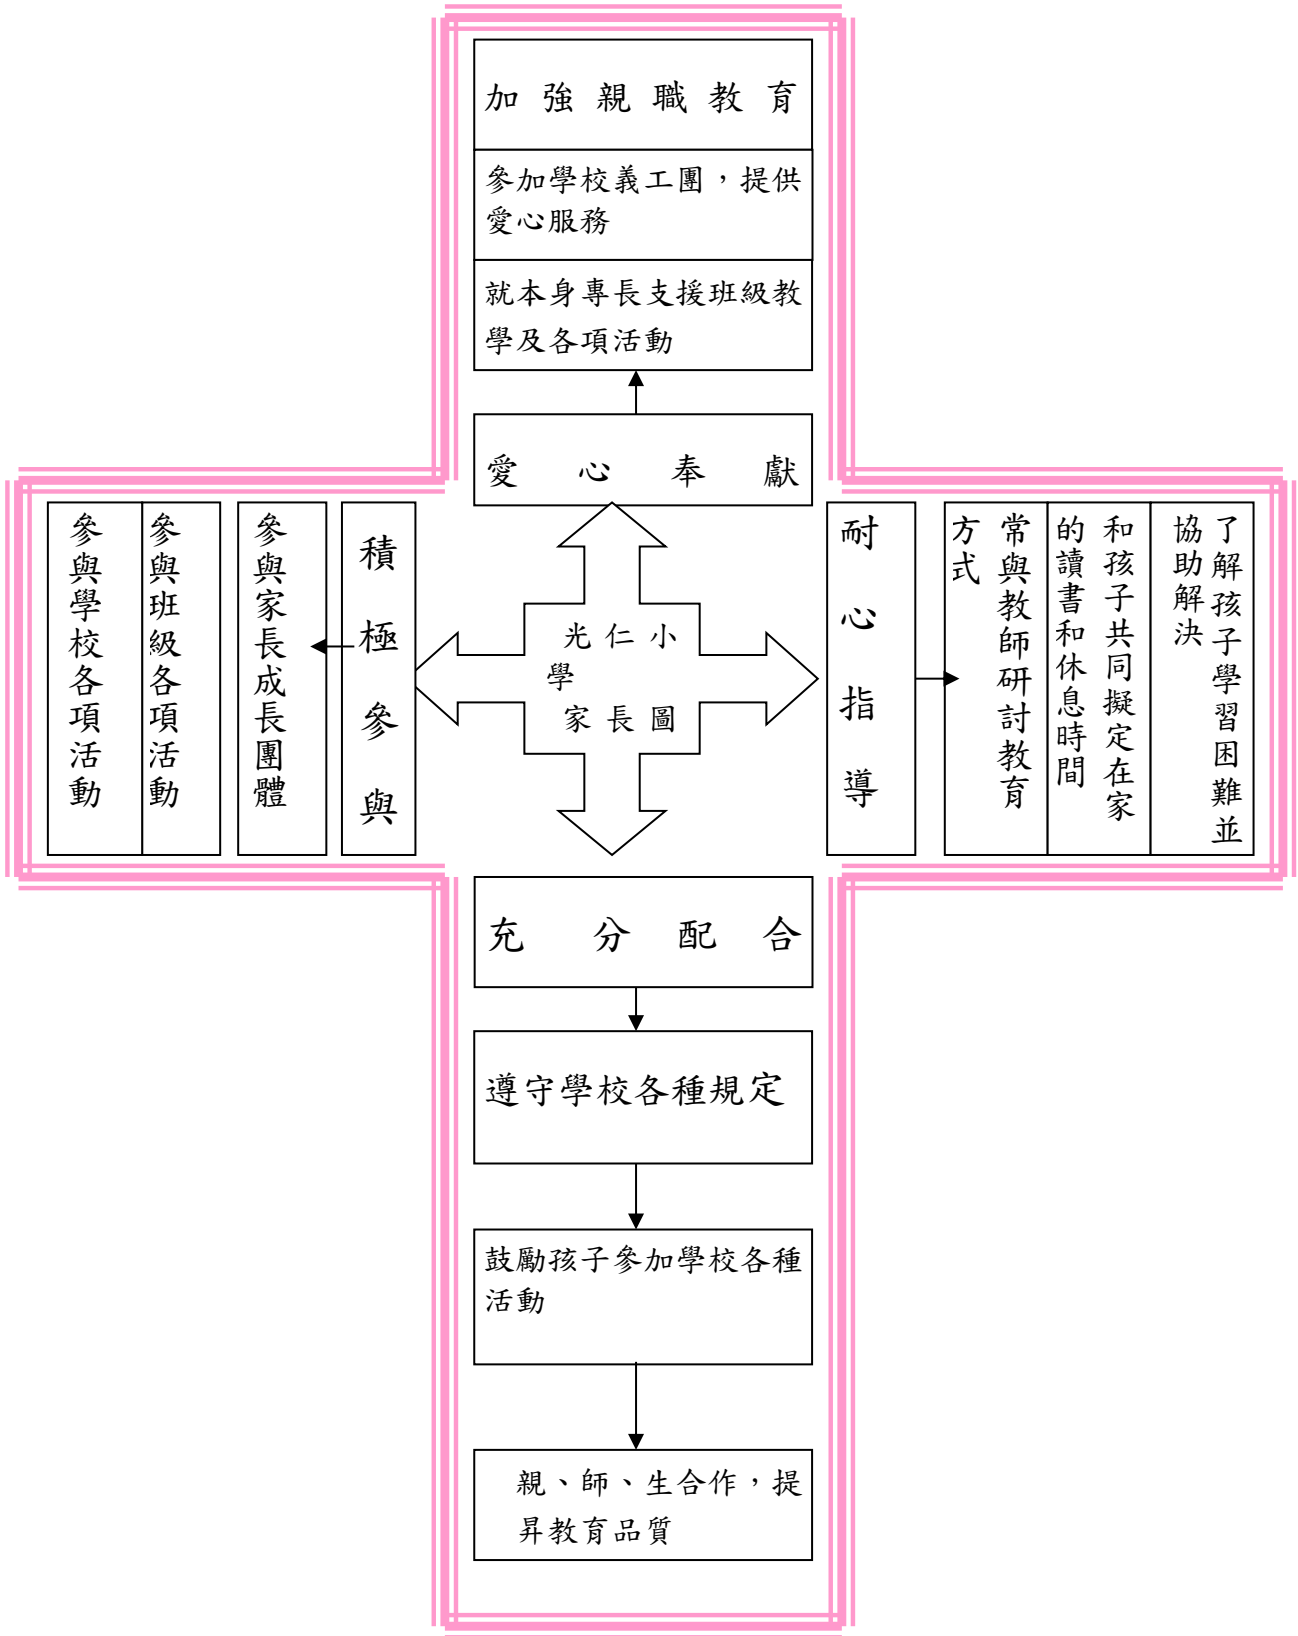 加強親職教育
參加學校義工團，提供
愛心服務
就本身專長支援班級教
學及各項活動
愛心奉獻
參與學校各項活動
參與班級各項活動
參與家長成長團體
積極參與
光仁小
學
家長圖
耐心指導
常與教師研討教育
方式
和孩子共同擬定在家
的讀書和休息時間
了解孩子學習困難並
協助解決
充分配合
遵守學校各種規定
鼓勵孩子參加學校各種
活動
親、師、生合作，提
昇教育品質